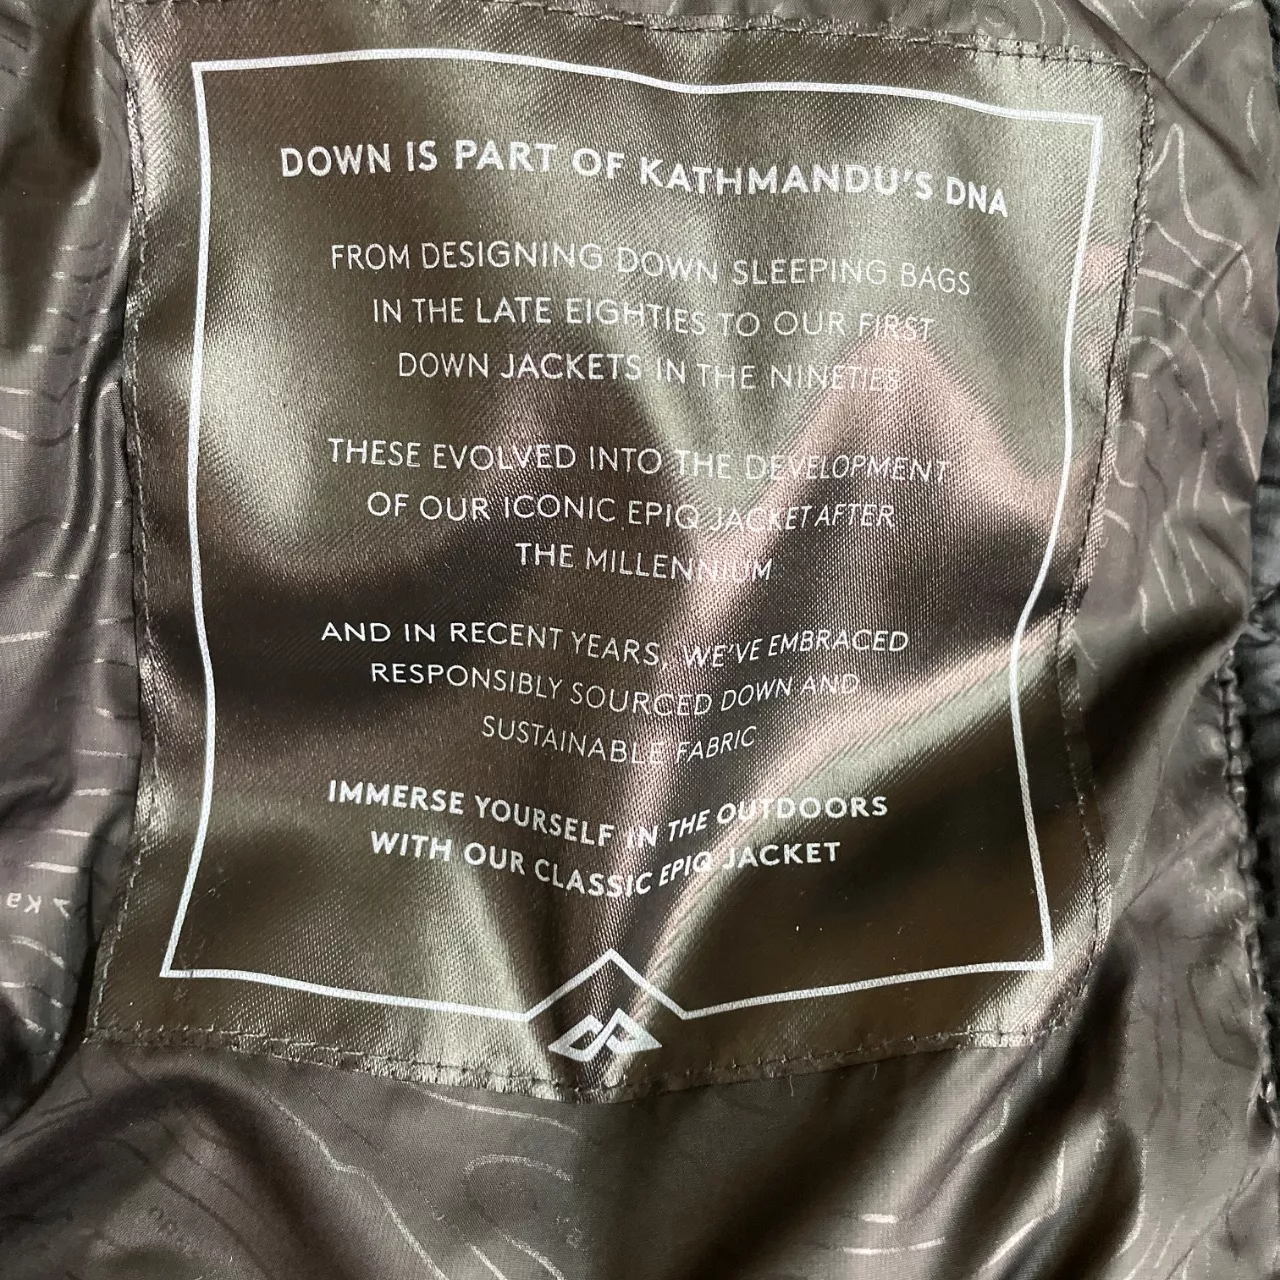 DOWN IS PART OF KATHMANDU'S DNA
FROM DESIGNING DOWN SLEEPING BAGS
IN THE LATE EIGHTIES TO OUR FIRST
DOWN JACKETS IN THE NINETIES
THESE EVOLVED INTO THE DEVELOPMENT
OF OUR ICONIC EPIQ JACKET AFTER
THE MILLENNIUM
AND IN RECENT YEARS, WE'VE EMBRACED
RESPONSIBLY SOURCED DOWN AND
SUSTAINABLE FABRIC
IMMERSE YOURSELF IN THE OUTDOORS
WITH OUR CLASSIC EPIQ JACKET